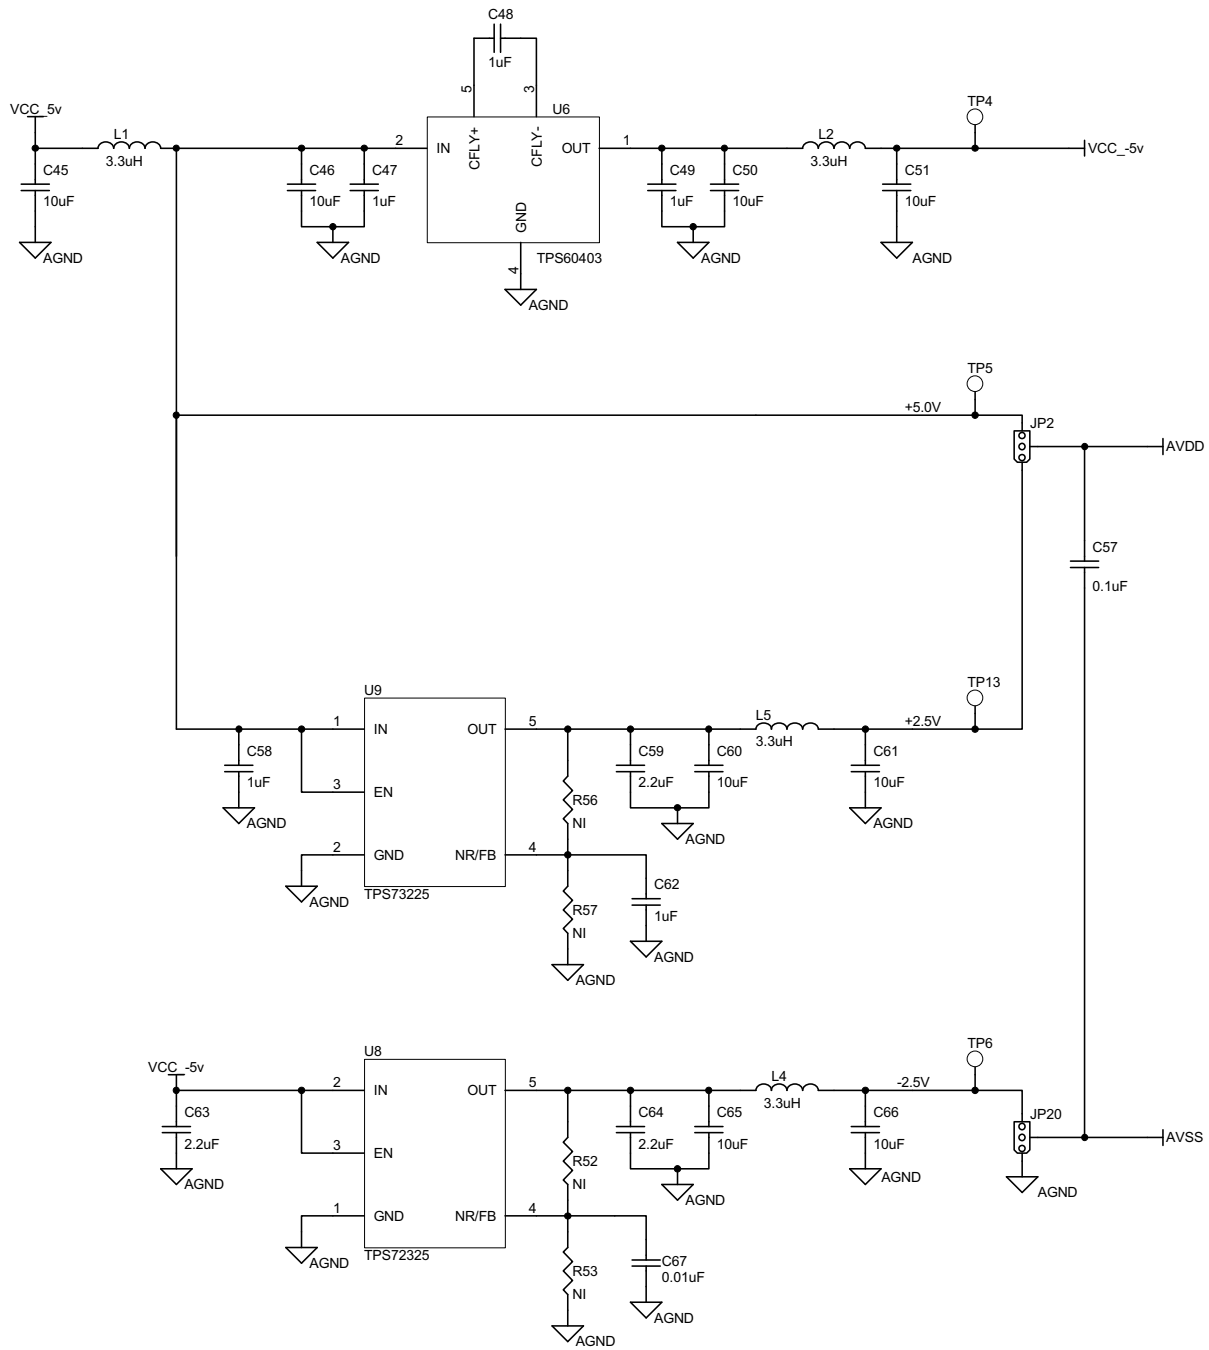 C48
1uF
5
3
U6
VCC_5v
L1
3.3uH
2
IN
CFLY+
CFLY-
OUT
1
GND
4
TPS60403
AGND
C45
10uF
AGND
C46
10uF
C47
1uF
AGND
C49
1uF
C50
10uF
AGND
L2
3.3uH
TP4
VCC_-5v
C51
10uF
AGND
TP5
+5.0V
JP2
AVDD
C57
0.1uF
U9
1
IN
OUT
5
3
EN
2
GND
NR/FB
4
TPS73225
C58
1uF
AGND
AGND
R56
NI
R57
NI
AGND
C62
1uF
AGND
C59
2.2uF
C60
10uF
AGND
L5
3.3uH
C61
10uF
AGND
+2.5V
TP13
VCC_-5v
U8
2
IN
OUT
5
3
EN
1
GND
NR/FB
4
TPS72325
C63
2.2uF
AGND
AGND
R52
NI
R53
NI
AGND
C67
0.01uF
AGND
C64
2.2uF
C65
10uF
AGND
L4
3.3uH
C66
10uF
AGND
-2.5V
TP6
JP20
AVSS
AGND